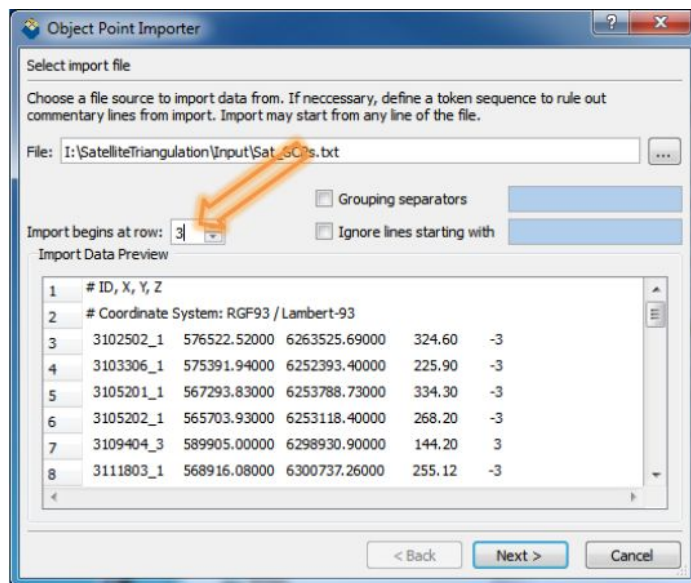 Object Point Importer
Select import file
Choose a file source to import data from. If neccessary, define a token sequence to rule out
commentary lines from import. Import may start from any line of the file.
File: I:\SatelliteTriangulation\Input\Sat_GCPs.txt ...
Grouping separators
Import begins at row: 3 Ignore lines starting with
Import Data Preview
1 # ID, X, Y, Z
2 # Coordinate System: RGF93 / Lambert-93
3 3102502_1 576522.52000 6263525.69000 324.60 -3
4 3103306_1 575391.94000 6252393.40000 225.90 -3
5 3105201_1 567293.83000 6253788.73000 334.30 -3
6 3105202_1 565703.93000 6253118.40000 268.20 -3
7 3109404_3 589905.00000 6298930.90000 144.20 3
8 3111803_1 568916.08000 6300737.26000 255.12 -3
< Back Next > Cancel